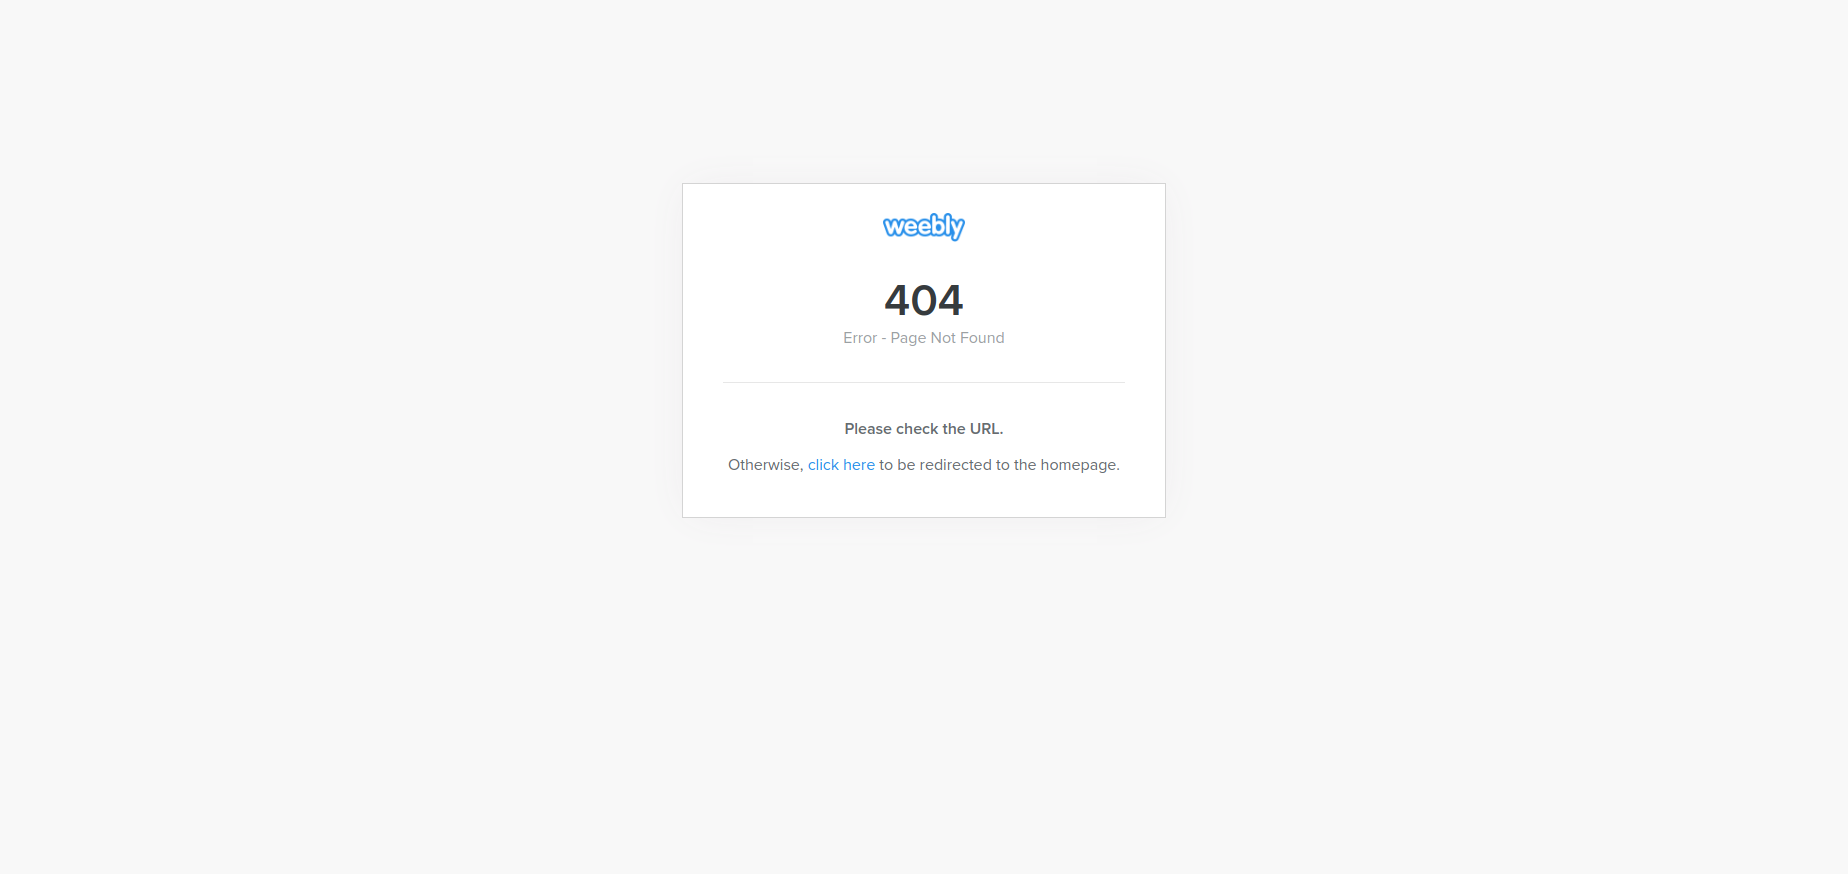 weebly
404
Error - Page Not Found
Please check the URL.
Otherwise, click here to be redirected to the homepage.